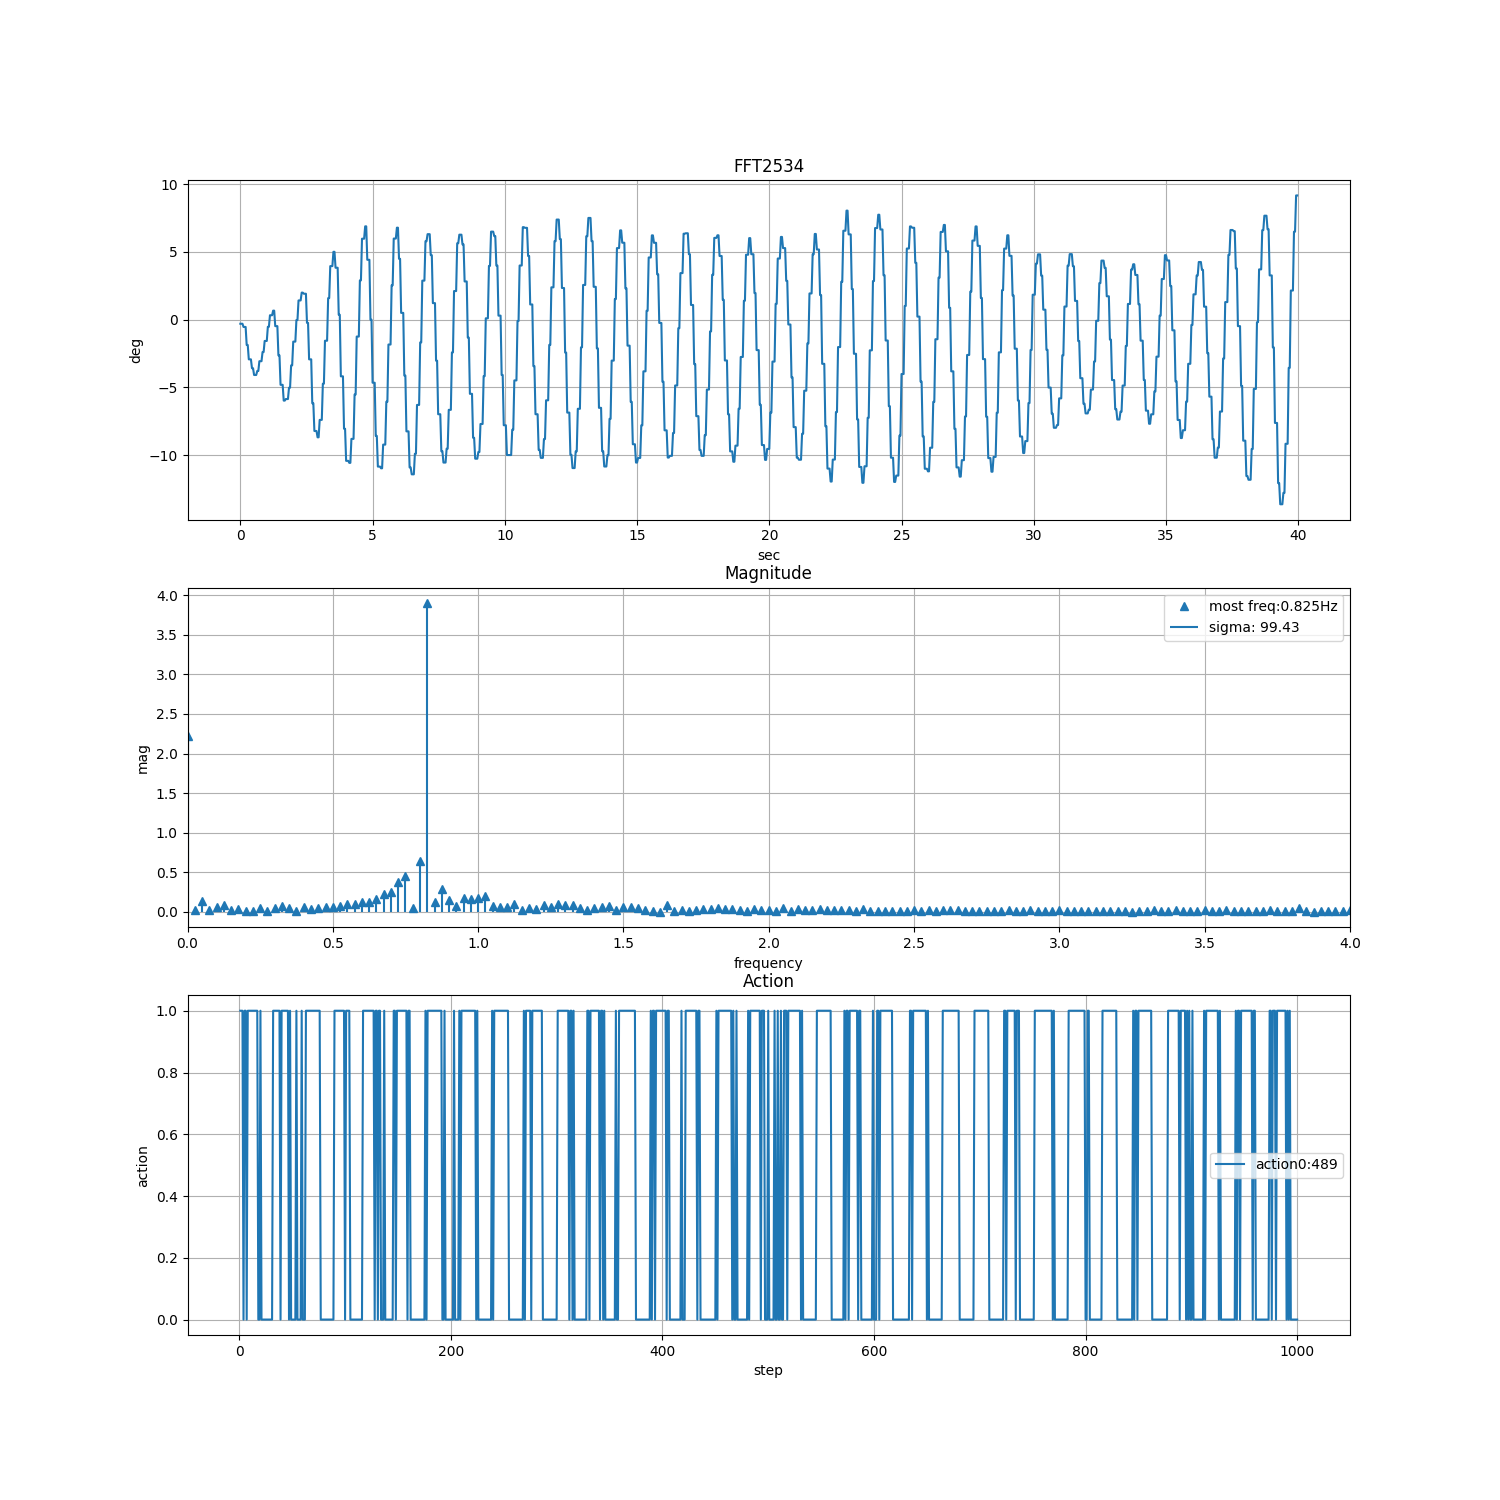 FFT2534
10
5
0
−5
−10
deg
0 5 10 15 20 25 30 35 40
sec
Magnitude
4.0
3.5
3.0
2.5
2.0
1.5
1.0
0.5
0.0
mag
most freq:0.825Hz
sigma: 99.43
0.0 0.5 1.0 1.5 2.0 2.5 3.0 3.5 4.0
frequency
Action
1.0
0.8
0.6
0.4
0.2
0.0
action
action0:489
0 200 400 600 800 1000
step